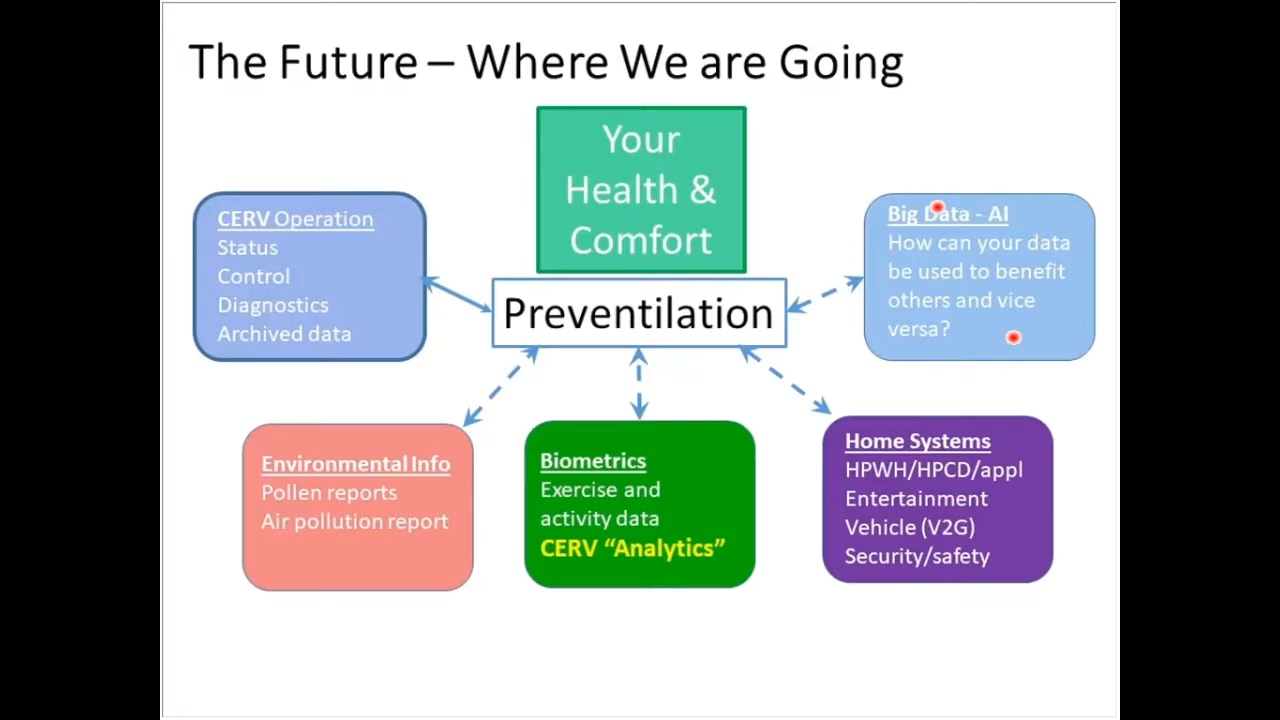 The Future – Where We are Going
Your
Health &
Comfort
Preventilation
CERV Operation
Status
Control
Diagnostics
Archived data
Big Data - AI
How can your data
be used to benefit
others and vice
versa?
Environmental Info
Pollen reports
Air pollution report
Biometrics
Exercise and
activity data
CERV “Analytics”
Home Systems
HPWH/HPCD/appl
Entertainment
Vehicle (V2G)
Security/safety